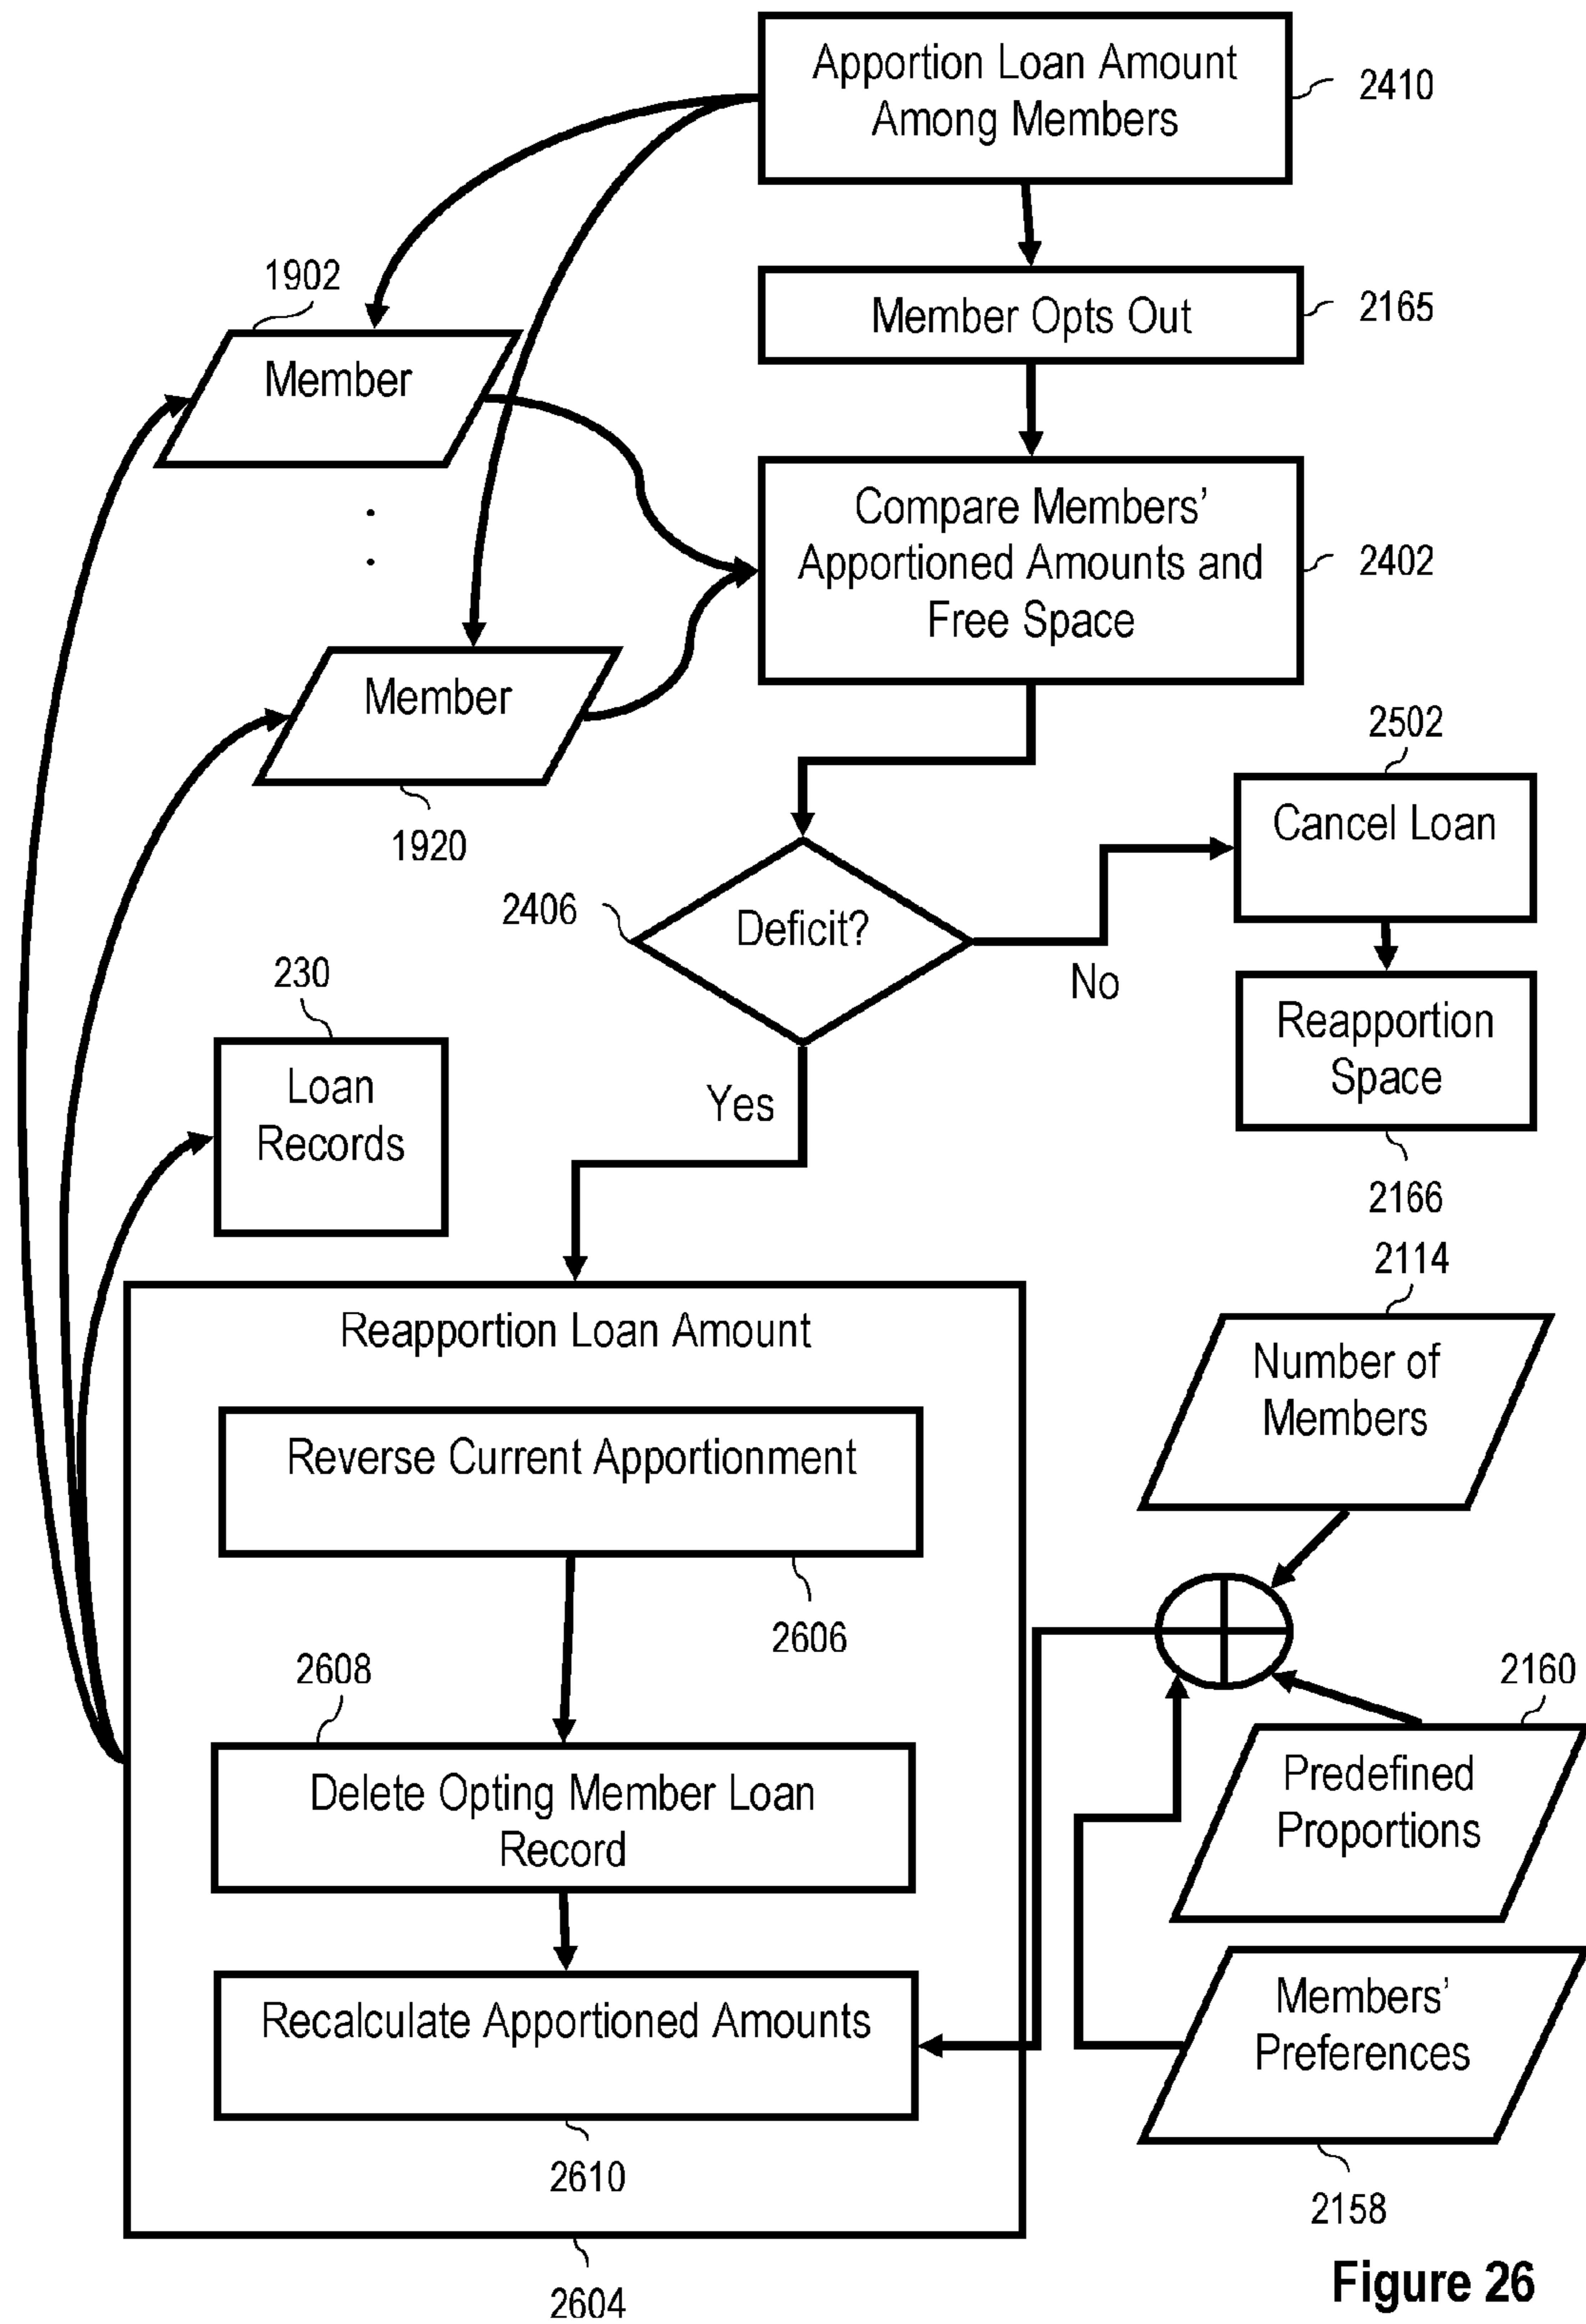 Apportion Loan Amount
Among Members
2410
1902
Member
Member Opts Out
2165
Compare Members'
Apportioned Amounts and
Free Space
2402
Member
1920
2502
Cancel Loan
2406
Deficit?
No
230
Loan
Records
Yes
Reapportion
Space
2166
2114
Reapportion Loan Amount
Number of
Members
Reverse Current Apportionment
2606
2608
2160
Delete Opting Member Loan
Record
Predefined
Proportions
Recalculate Apportioned Amounts
Members'
Preferences
2610
2158
2604
Figure 26